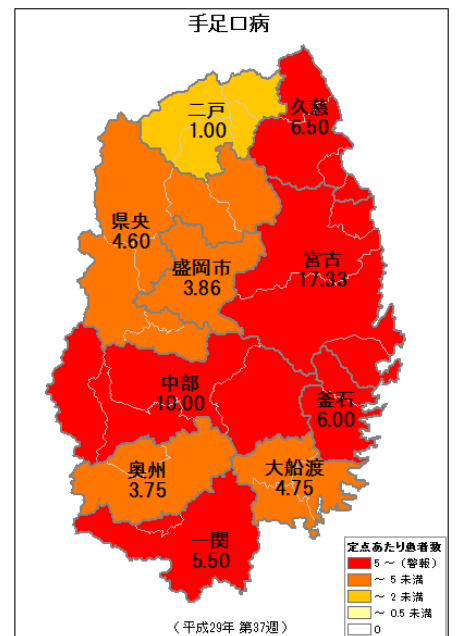 手足口病
久慈
6.50
二戸
1.00
県央
4.60
盛岡市
3.86
宮古
17.33
中部
10.00
釜石
6.00
奥州
3.75
大船渡
4.75
一関
5.50
定点あたり患者数
5 ~ (警報)
~ 5 未満
~ 2 未満
~ 0.5 未満
0
(平成29年 第37週)